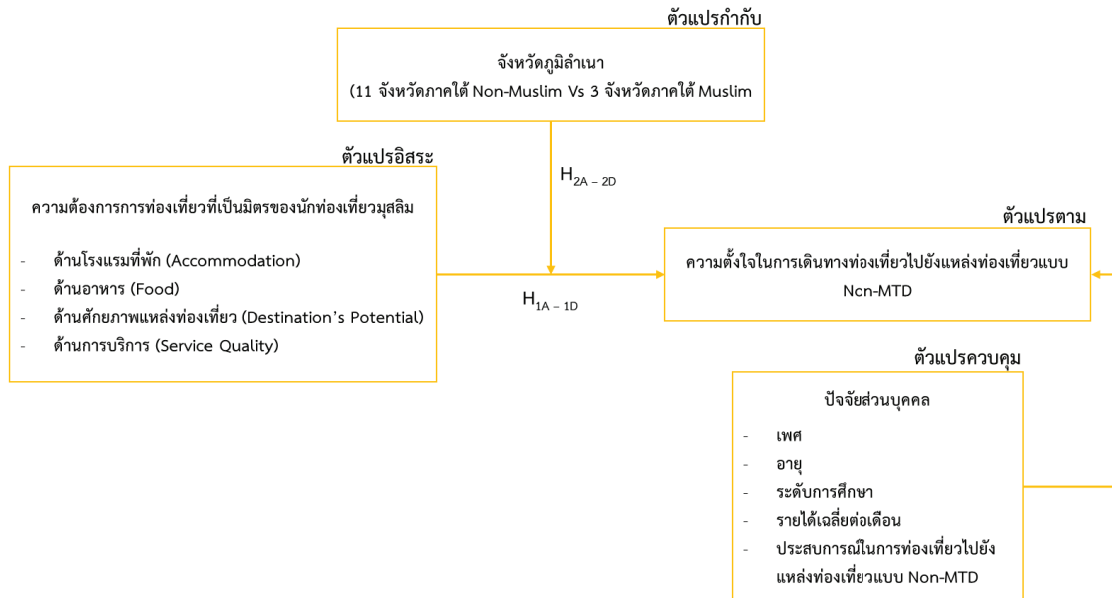 ตัวแปรกำกับ
จังหวัดภูมิลำเนา
(11 จังหวัดภาคใต้ Non-Muslim Vs 3 จังหวัดภาคใต้ Muslim
ตัวแปรอิสระ
ความต้องการการท่องเที่ยวที่เป็นมิตรของนักท่องเที่ยวมุสลิม
- ด้านโรงแรมที่พัก (Accommodation)
- ด้านอาหาร (Food)
- ด้านศักยภาพแหล่งท่องเที่ยว (Destination's Potential)
- ด้านการบริการ (Service Quality)
H2A – 2D
H1A – 1D
ตัวแปรตาม
ความตั้งใจในการเดินทางท่องเที่ยวไปยังแหล่งท่องเที่ยวแบบ
Ncn-MTD
ตัวแปรควบคุม
ปัจจัยส่วนบุคคล
- เพศ
- อายุ
- ระดับการศึกษา
- รายได้เฉลี่ยต่อเดือน
- ประสบการณ์ในการท่องเที่ยวไปยัง
แหล่งท่องเที่ยวแบบ Non-MTD